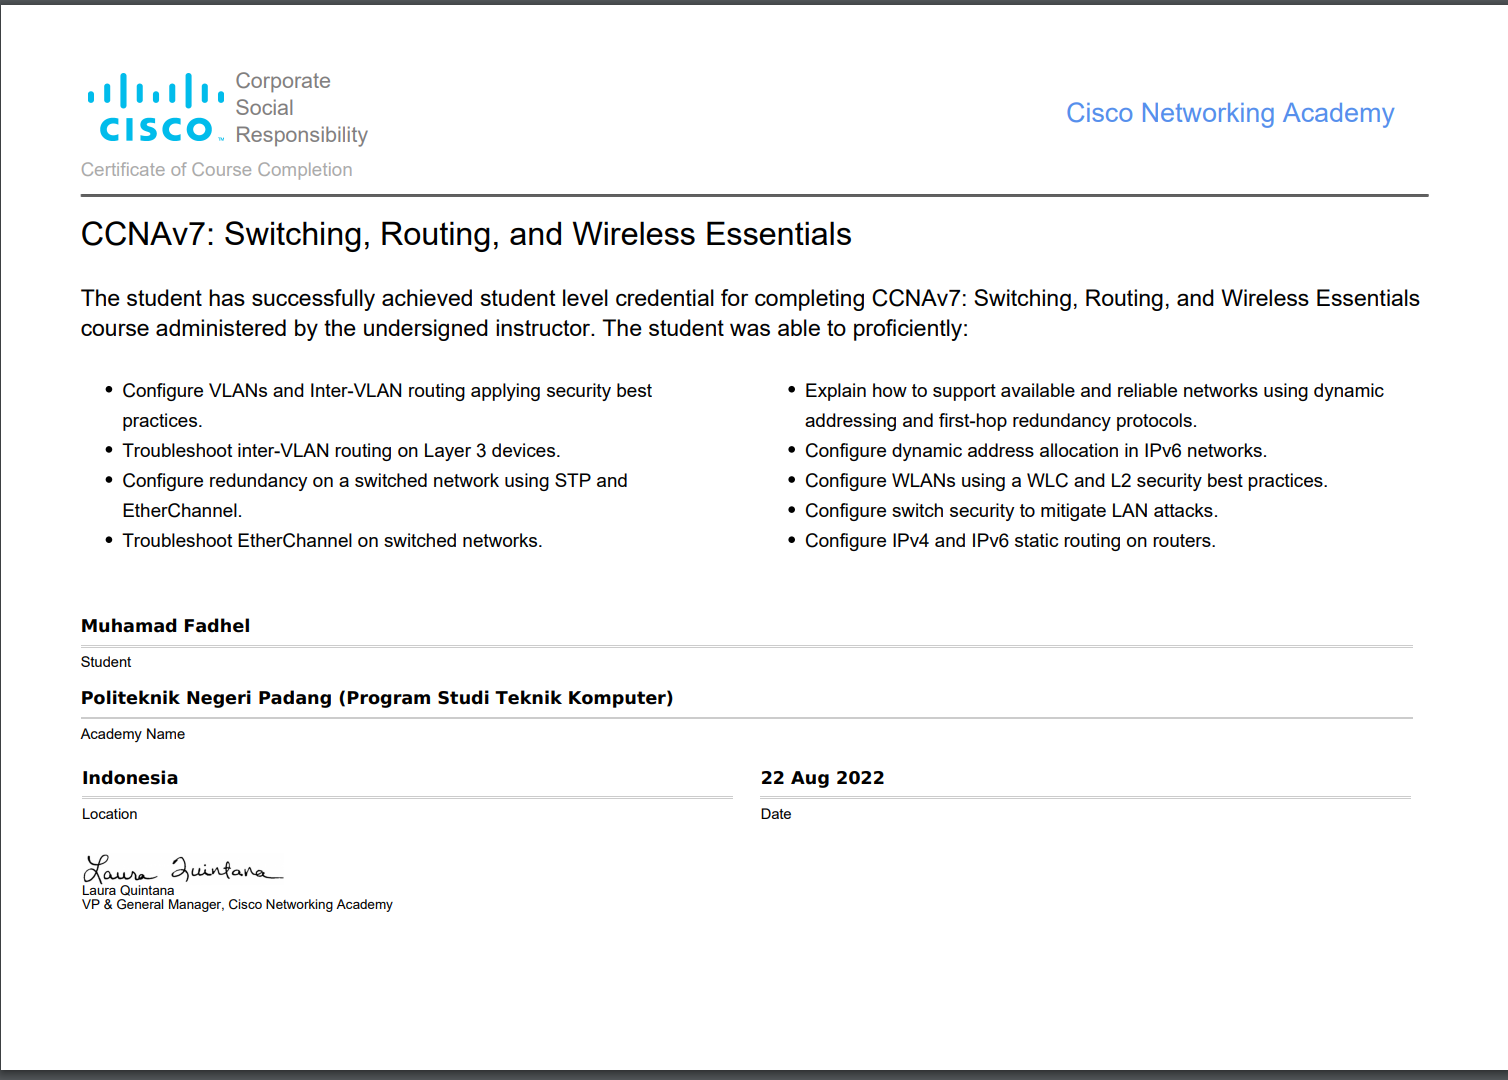 CISCO™
Corporate
Social
Responsibility
Cisco Networking Academy
Certificate of Course Completion
CCNAv7: Switching, Routing, and Wireless Essentials
The student has successfully achieved student level credential for completing CCNAv7: Switching, Routing, and Wireless Essentials
course administered by the undersigned instructor. The student was able to proficiently:
• Configure VLANs and Inter-VLAN routing applying security best
practices.
• Troubleshoot inter-VLAN routing on Layer 3 devices.
• Configure redundancy on a switched network using STP and
EtherChannel.
• Troubleshoot EtherChannel on switched networks.
• Explain how to support available and reliable networks using dynamic
addressing and first-hop redundancy protocols.
• Configure dynamic address allocation in IPv6 networks.
• Configure WLANs using a WLC and L2 security best practices.
• Configure switch security to mitigate LAN attacks.
• Configure IPv4 and IPv6 static routing on routers.
Muhamad Fadhel
Student
Politeknik Negeri Padang (Program Studi Teknik Komputer)
Academy Name
Indonesia
Location
22 Aug 2022
Date
Laura Quintana
Laura Quintana
VP & General Manager, Cisco Networking Academy